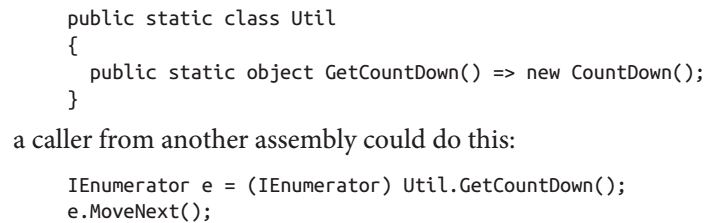 public static class Util
{
  public static object GetCountDown() => new CountDown();
}
a caller from another assembly could do this:
IEnumerator e = (IEnumerator) Util.GetCountDown();
e.MoveNext();